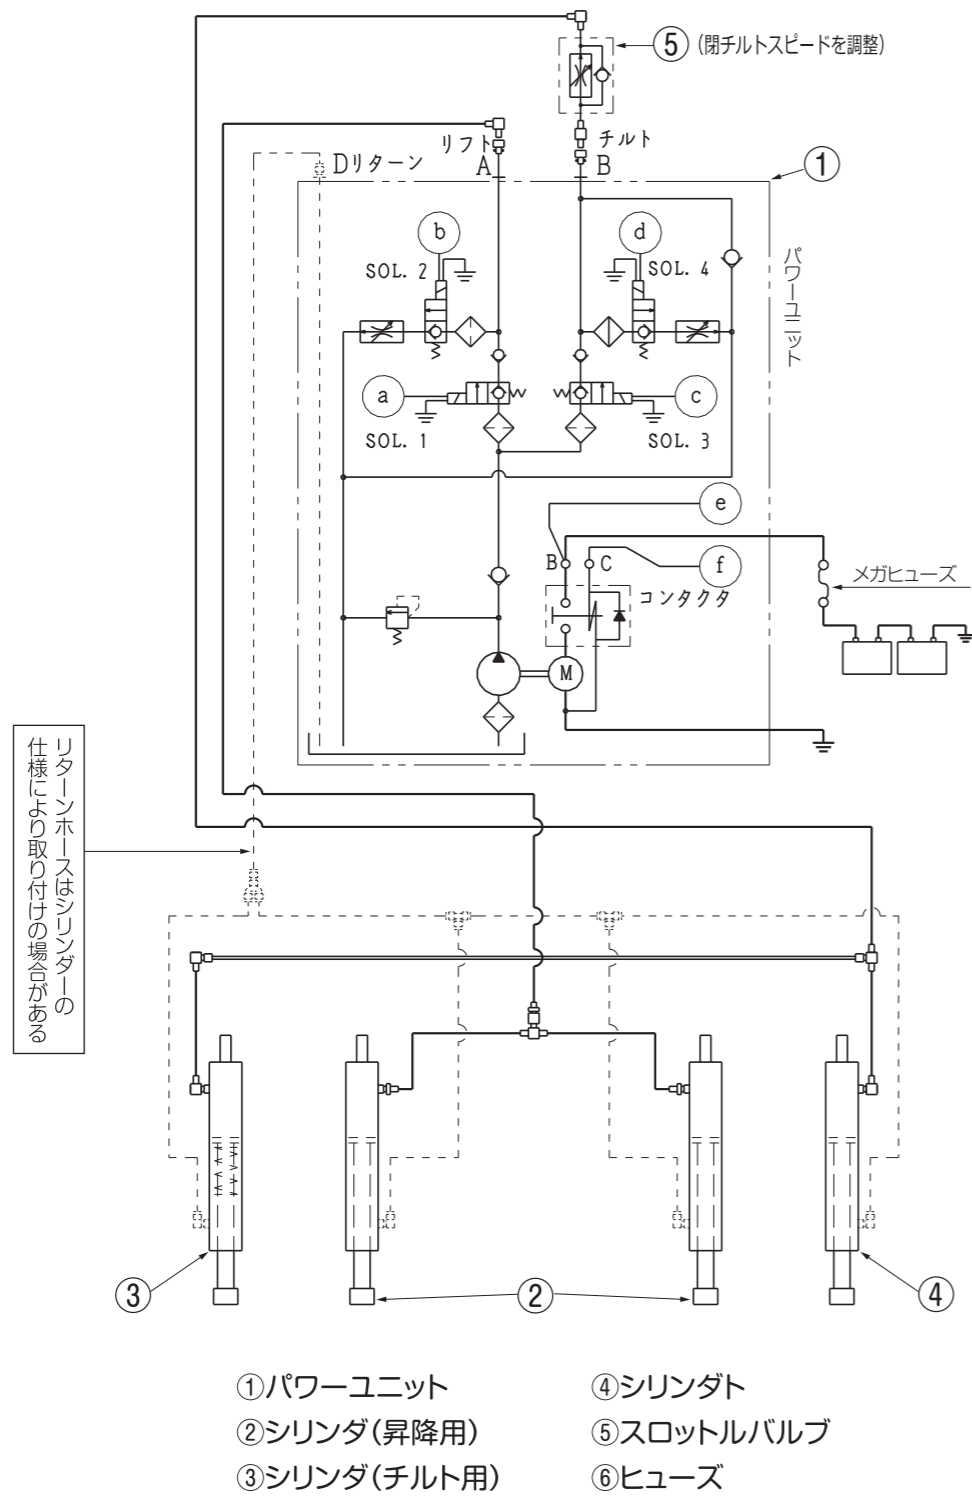 ⑤ (閉チルトスピードを調整)
リフト
チルト
Dリターン
A
B
①
b
d
SOL. 2
SOL. 4
パワーユニット
a
c
SOL. 1
SOL. 3
e
B
C
f
コンタクタ
メガヒューズ
M
リターンホースはシリンダーの
仕様により取り付けの場合がある
③
②
④
①パワーユニット
②シリンダ(昇降用)
③シリンダ(チルト用)
④シリンダト
⑤スロットルバルブ
⑥ヒューズ